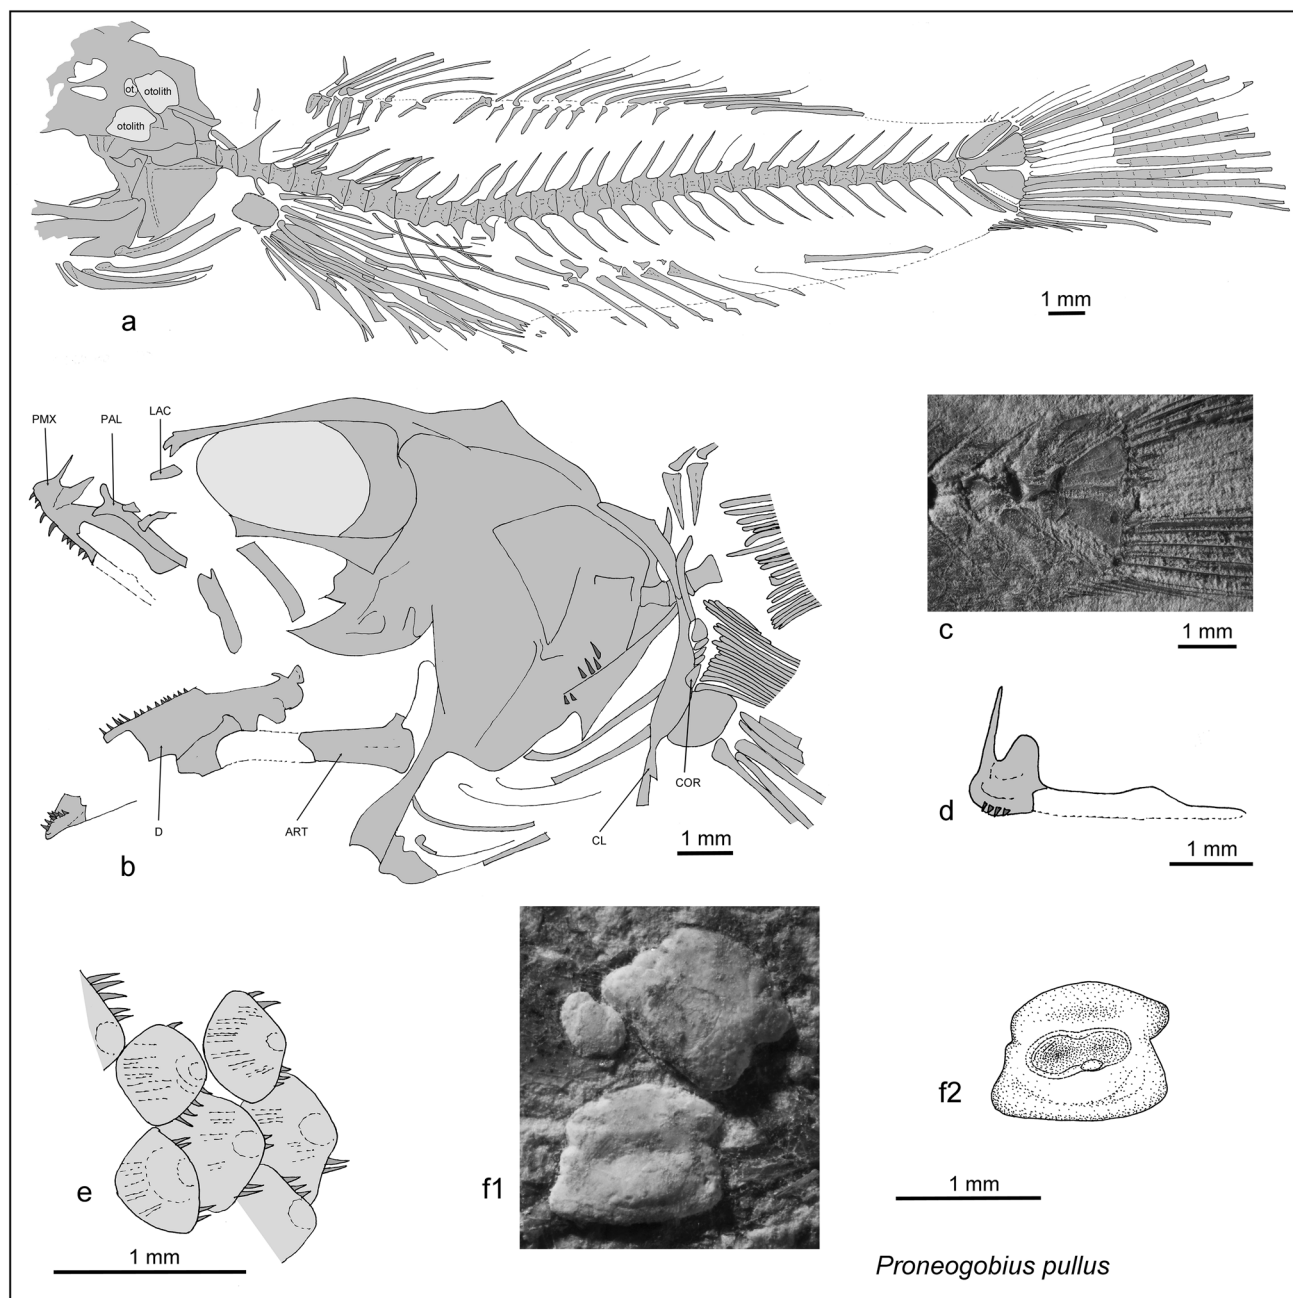 ot.
otolith
otolith
1 mm
a
PMX
PAL
LAC
D
ART
CL
COR
1 mm
b
c
1 mm
d
1 mm
e
1 mm
f1
f2
1 mm
Proneogobius pullus